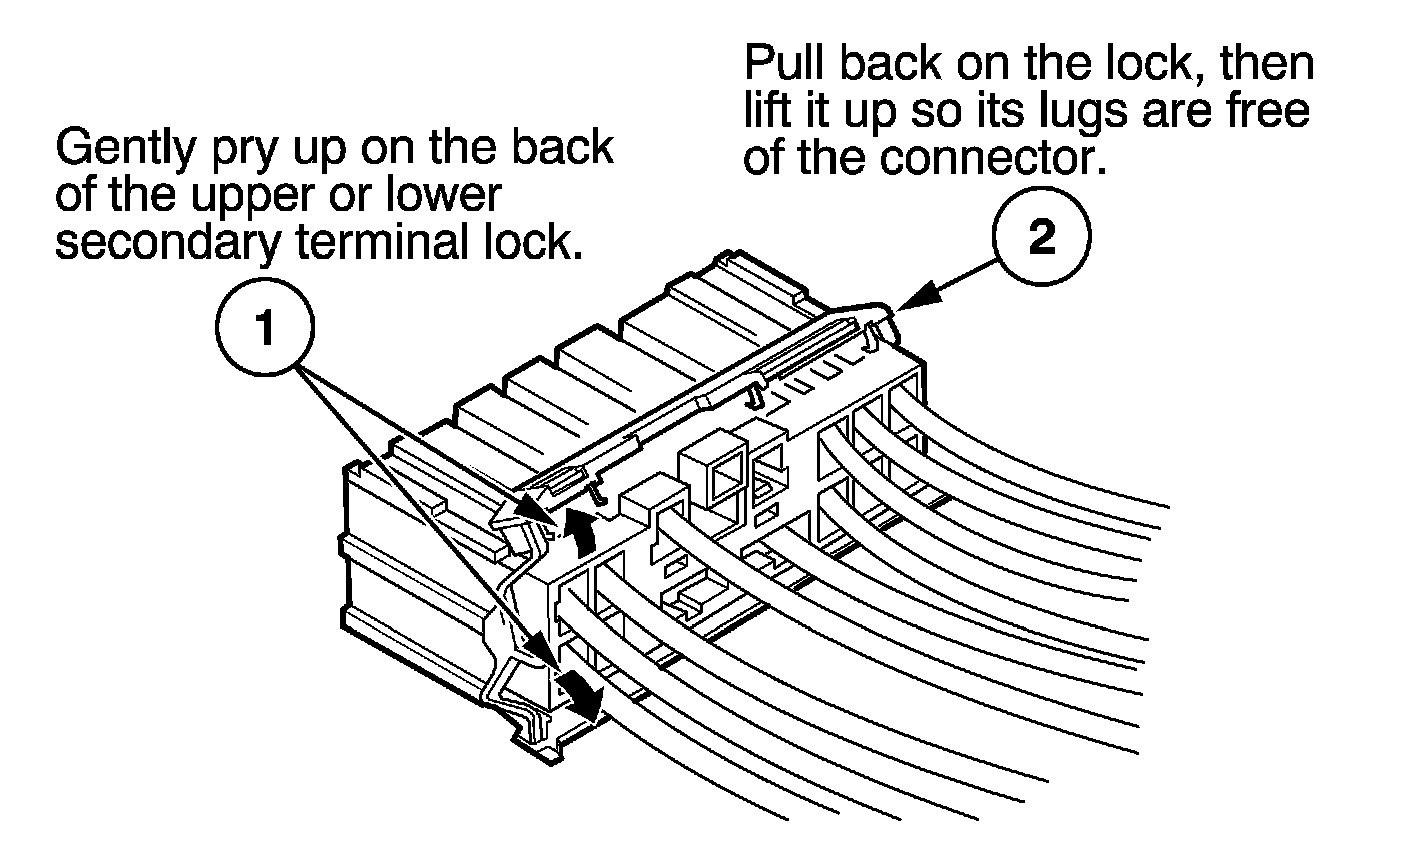 Pull back on the lock, then
lift it up so its lugs are free
of the connector.
Gently pry up on the back
of the upper or lower
secondary terminal lock.
2
1